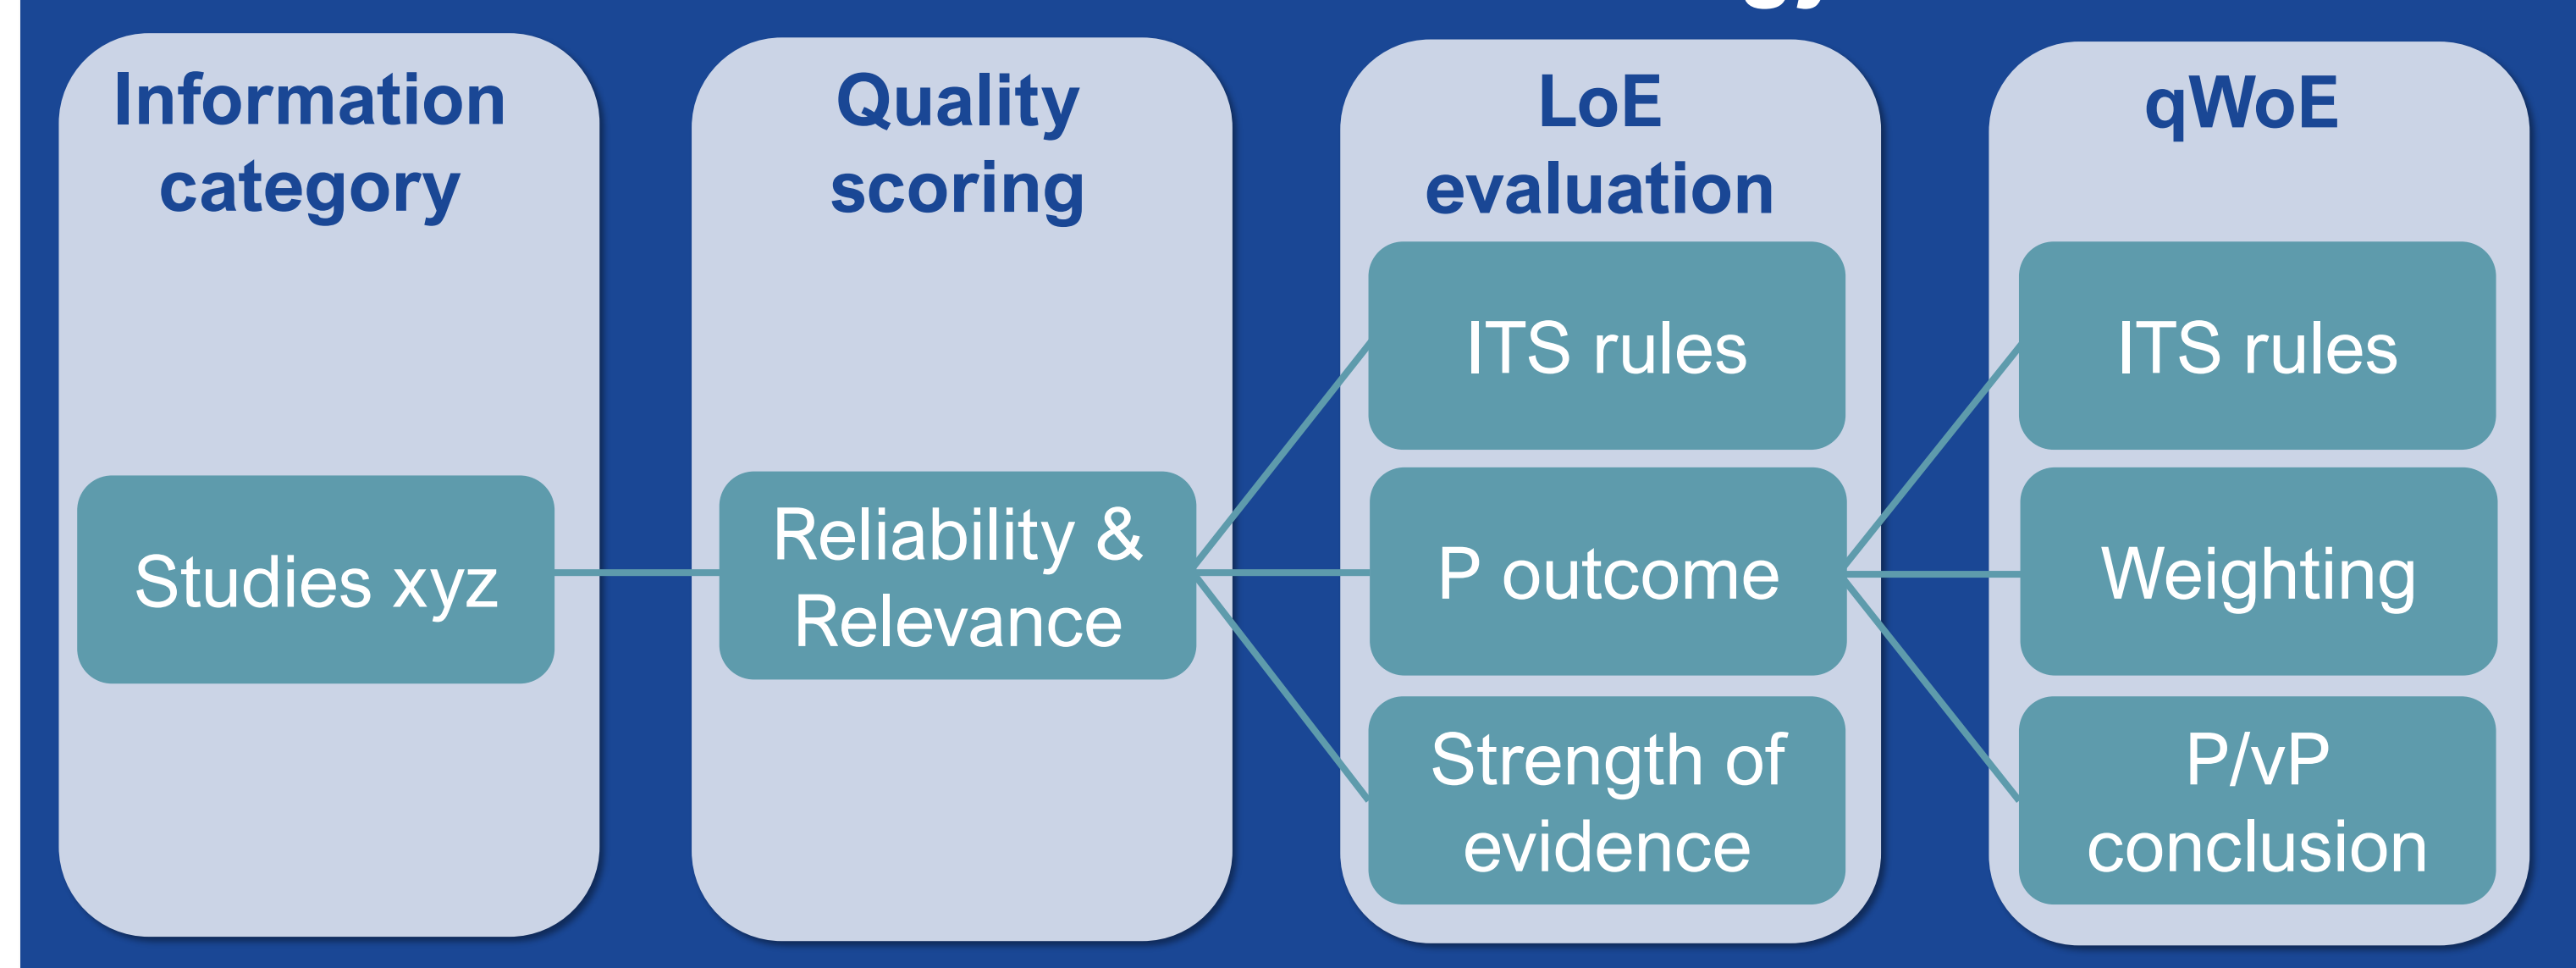 Information
category
Studies xyz
Quality
scoring
Reliability &
Relevance
LoE
evaluation
ITS rules
P outcome
Strength of
evidence
qWoE
ITS rules
Weighting
P/vP
conclusion